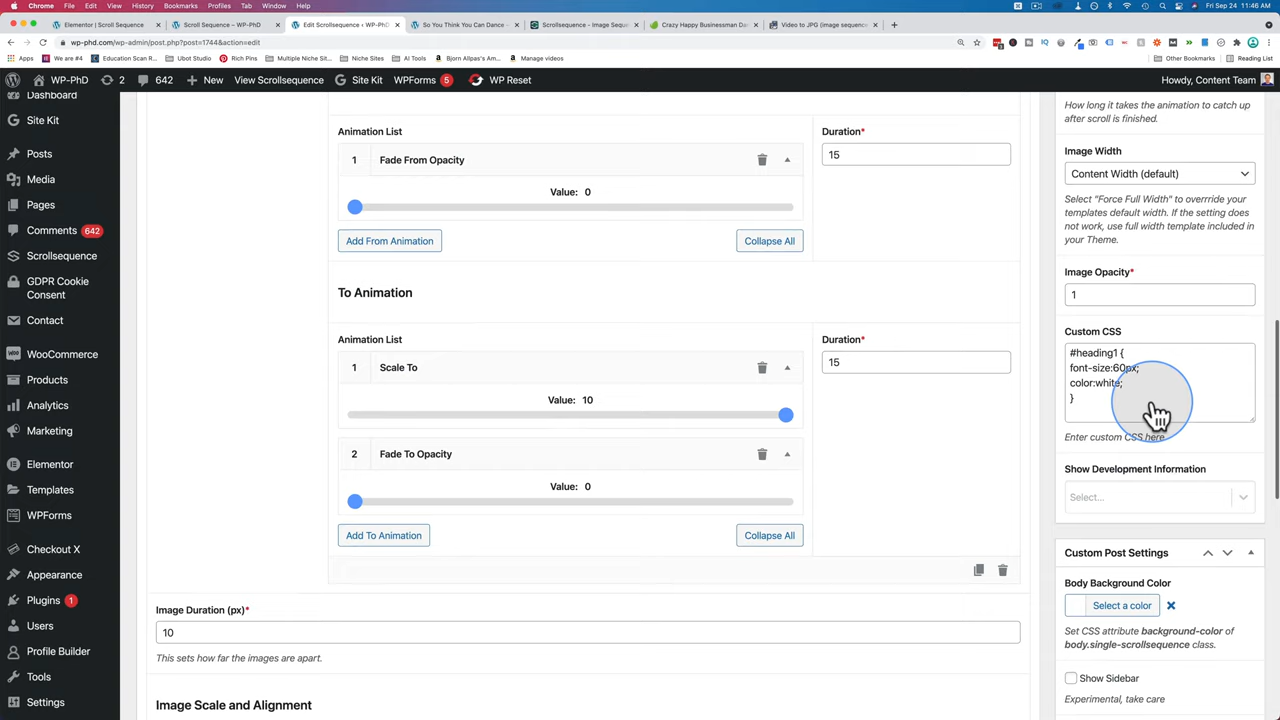 Chrome File Edit View History Bookmarks Profiles Tab Window Help
Fri Sep 24 11:46 AM
Elementor | Scroll Sequence
Scroll Sequence – WP-PhD
Edit Scrollsequence ‹ WP-PhD
So You Think You Can Dance –
Scrollsequence - Image Seque
Crazy Happy Businessman Da
Video to JPG (image sequence
wp-phd.com/wp-admin/post.php?post=1744&action=edit
Apps
We are #4
Education Scan R
Ubot Studio
Rich Pins
Multiple Niche Sit...
Niche Sites
AI Tools
Bjorn Allpas's Am...
Manage videos
Other Bookmarks
Reading List
WP-PhD
2
642
New
View Scrollsequence
Site Kit
WPForms 5
WP Reset
Howdy, Content Team
Dashboard
Site Kit
Posts
Media
Pages
Comments 642
Scrollsequence
GDPR Cookie
Consent
Contact
WooCommerce
Products
Analytics
Marketing
Elementor
Templates
WPForms
Checkout X
Appearance
Plugins 1
Users
Profile Builder
Tools
Settings
Animation List
Duration*
1 Fade From Opacity
15
Value: 0
Add From Animation
Collapse All
To Animation
Animation List
Duration*
1 Scale To
15
Value: 10
2 Fade To Opacity
Value: 0
Add To Animation
Collapse All
Image Duration (px)*
10
This sets how far the images are apart.
Image Scale and Alignment
How long it takes the animation to catch up
after scroll is finished.
Image Width
Content Width (default)
Select "Force Full Width" to overrride your
templates default width. If the setting does
not work, use full width template included in
your Theme.
Image Opacity*
1
Custom CSS
#heading1 {
font-size:60px;
color:white;
}
Enter custom CSS here
Show Development Information
Select...
Custom Post Settings
Body Background Color
Select a color
Set CSS attribute background-color of
body.single-scrollsequence class.
Show Sidebar
Experimental, take care